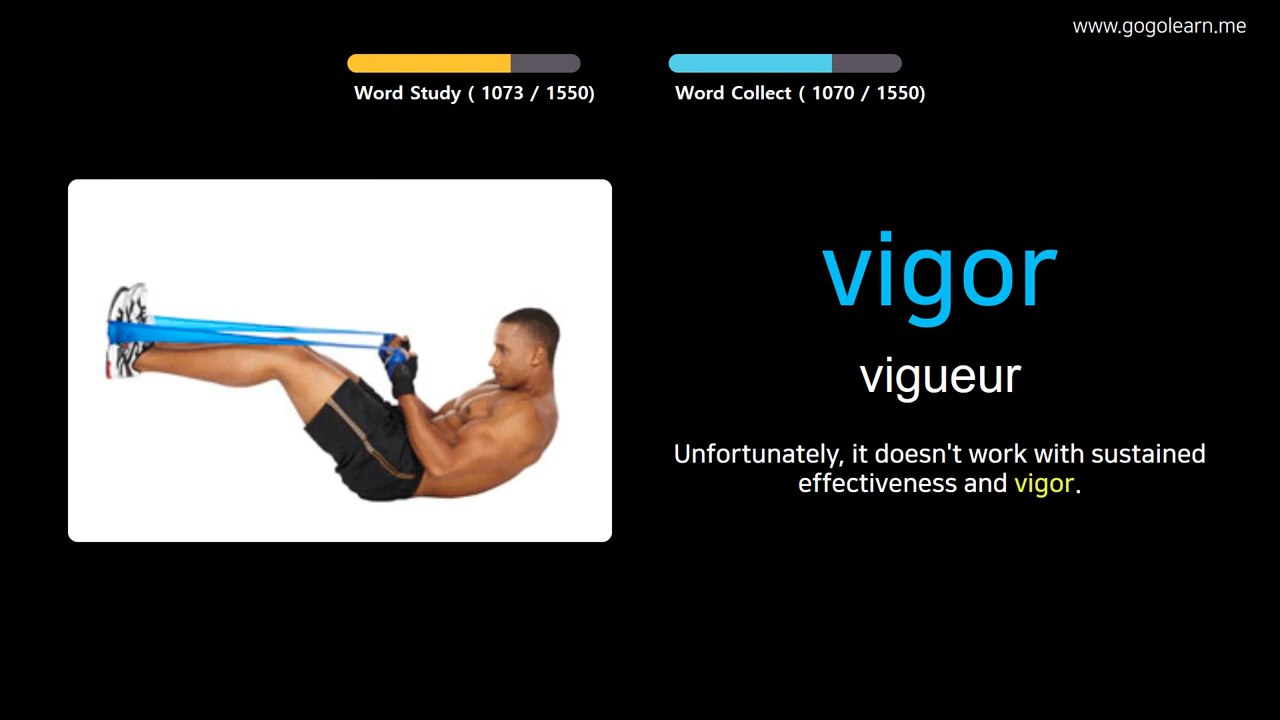 www.gogolearn.me
Word Study ( 1073 / 1550)
Word Collect ( 1070 / 1550)
vigor
vigueur
Unfortunately, it doesn't work with sustained
effectiveness and vigor.